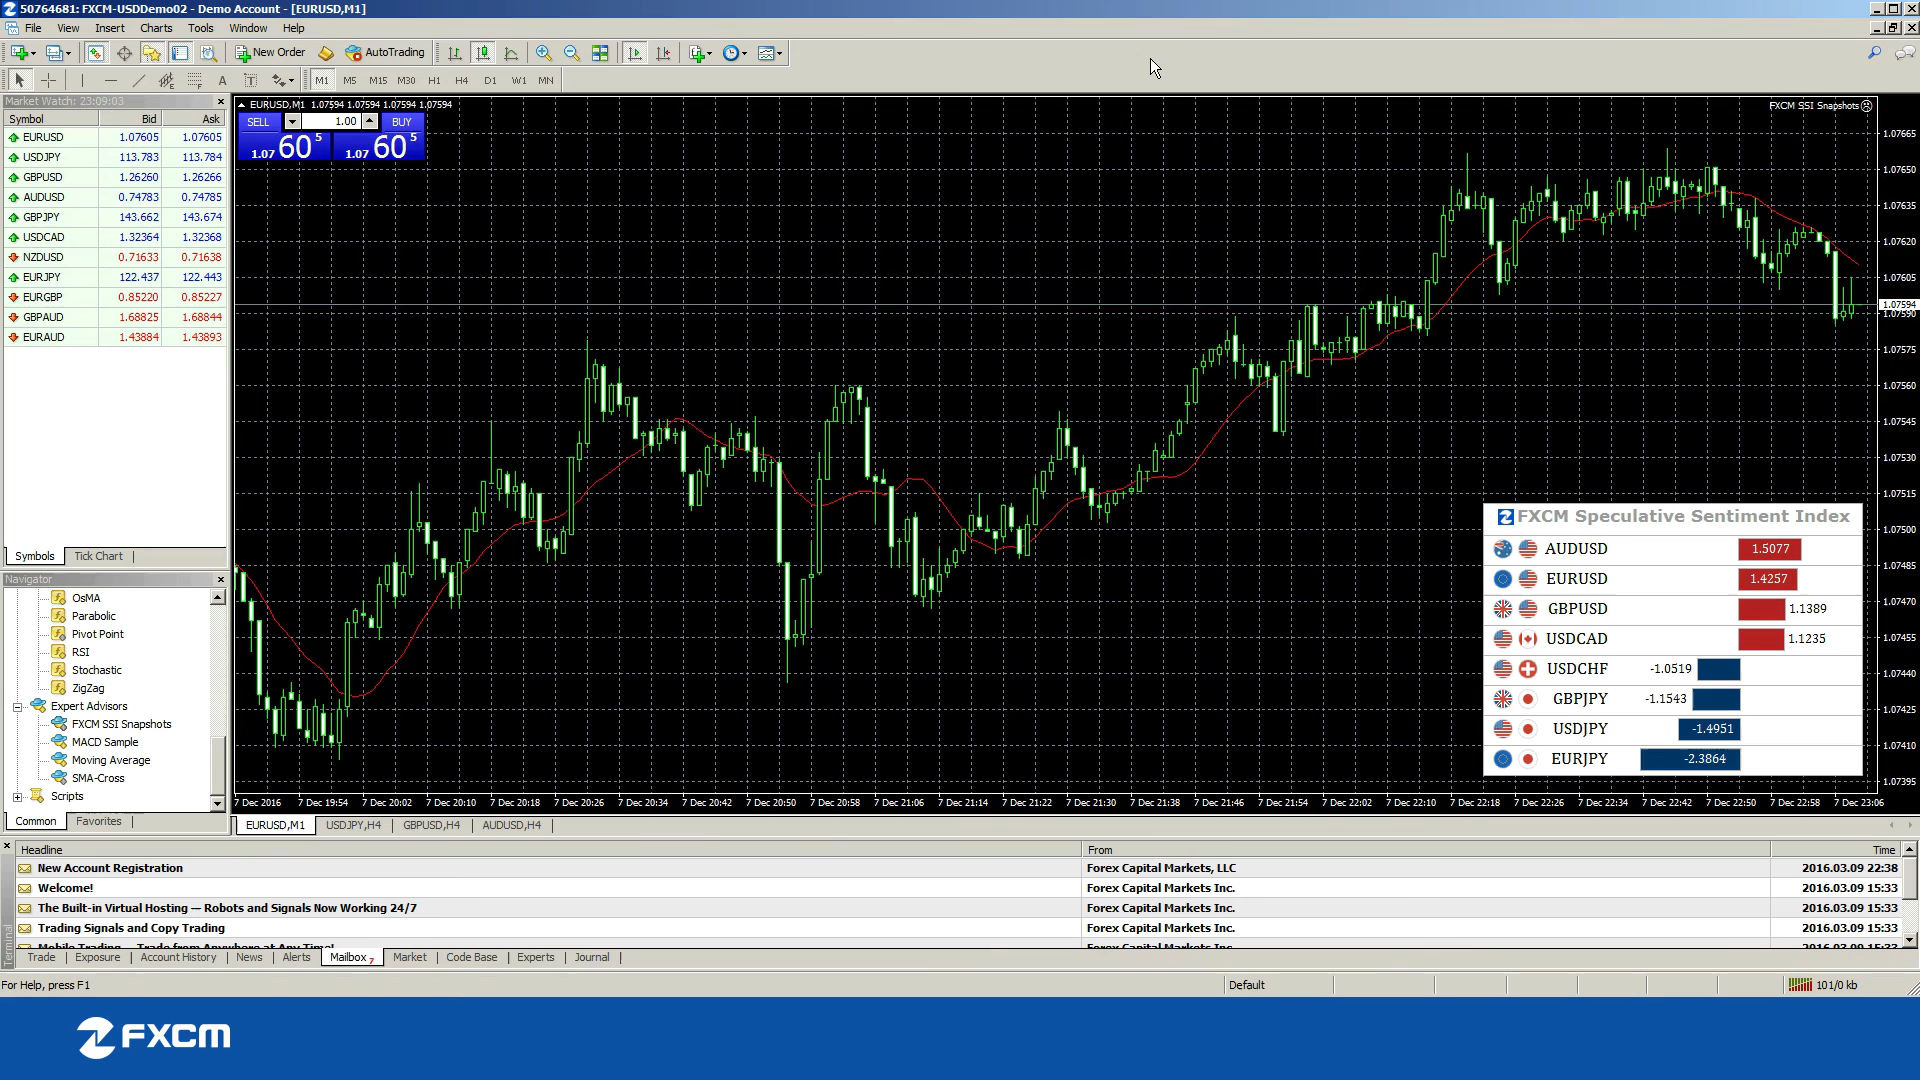 50764681: FXCM-USDDemo02 - Demo Account - [EURUSD,M1]
File View Insert Charts Tools Window Help
New Order AutoTrading
A T M1 M5 M15 M30 H1 H4 D1 W1 MN
Market Watch: 23:09:03
Symbol Bid Ask
EURUSD 1.07605 1.07605
USDJPY 113.783 113.784
GBPUSD 1.26260 1.26266
AUDUSD 0.74783 0.74785
GBPJPY 143.662 143.674
USDCAD 1.32364 1.32368
NZDUSD 0.71633 0.71638
EURJPY 122.437 122.443
EURGBP 0.85220 0.85227
GBPAUD 1.68825 1.68844
EURAUD 1.43884 1.43893
Symbols Tick Chart
Navigator
OsMA
Parabolic
Pivot Point
RSI
Stochastic
ZigZag
Expert Advisors
FXCM SSI Snapshots
MACD Sample
Moving Average
SMA-Cross
Scripts
Common Favorites
EURUSD,M1 1.07594 1.07594 1.07594 1.07594
SELL 1.00 BUY
1.07 60 5 1.07 60 5
FXCM SSI Snapshots
1.07665
1.07650
1.07635
1.07620
1.07605
1.07594
1.07590
1.07575
1.07560
1.07545
1.07530
1.07515
1.07500
1.07485
1.07470
1.07455
1.07440
1.07425
1.07410
1.07395
FXCM Speculative Sentiment Index
AUDUSD 1.5077
EURUSD 1.4257
GBPUSD 1.1389
USDCAD 1.1235
USDCHF -1.0519
GBPJPY -1.1543
USDJPY -1.4951
EURJPY -2.3864
7 Dec 2016 7 Dec 19:54 7 Dec 20:02 7 Dec 20:10 7 Dec 20:18 7 Dec 20:26 7 Dec 20:34 7 Dec 20:42 7 Dec 20:50 7 Dec 20:58 7 Dec 21:06 7 Dec 21:14 7 Dec 21:22 7 Dec 21:30 7 Dec 21:38 7 Dec 21:46 7 Dec 21:54 7 Dec 22:02 7 Dec 22:10 7 Dec 22:18 7 Dec 22:26 7 Dec 22:34 7 Dec 22:42 7 Dec 22:50 7 Dec 22:58 7 Dec 23:06
EURUSD,M1 USDJPY,H4 GBPUSD,H4 AUDUSD,H4
Headline From Time
New Account Registration Forex Capital Markets, LLC 2016.03.09 22:38
Welcome! Forex Capital Markets Inc. 2016.03.09 15:33
The Built-in Virtual Hosting — Robots and Signals Now Working 24/7 Forex Capital Markets Inc. 2016.03.09 15:33
Trading Signals and Copy Trading Forex Capital Markets Inc. 2016.03.09 15:33
Mobile Trading — Trade from Anywhere at Any Time! Forex Capital Markets Inc. 2016.03.09 15:33
Terminal
Trade Exposure Account History News Alerts Mailbox 7 Market Code Base Experts Journal
For Help, press F1 Default 101/0 kb
FXCM